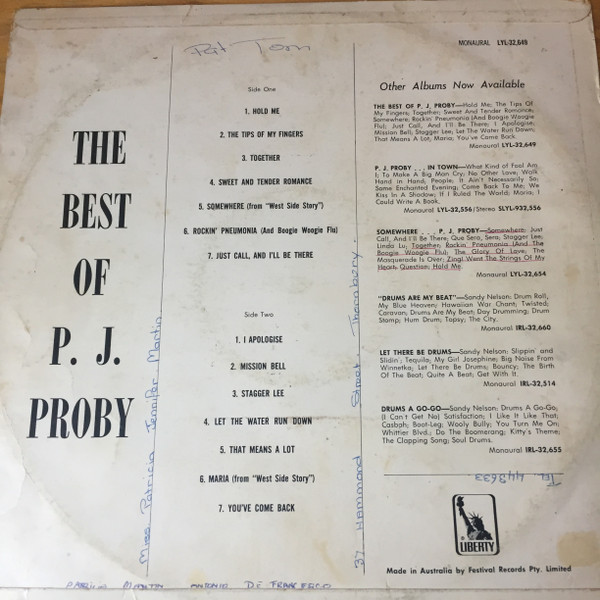 MONAURAL LYL-32,649
Pat Tom
THE
BEST
OF
P. J.
PROBY
Side One
1. HOLD ME
2. THE TIPS OF MY FINGERS
3. TOGETHER
4. SWEET AND TENDER ROMANCE
5. SOMEWHERE (from "West Side Story")
6. ROCKIN' PNEUMONIA (And Boogie Woogie Flu)
7. JUST CALL, AND I'LL BE THERE
Side Two
1. I APOLOGISE
2. MISSION BELL
3. STAGGER LEE
4. LET THE WATER RUN DOWN
5. THAT MEANS A LOT
6. MARIA (from "West Side Story")
7. YOU'VE COME BACK
Other Albums Now Available
THE BEST OF P. J. PROBY—Hold Me; The Tips Of
My Fingers; Together; Sweet And Tender Romance;
Somewhere, Rockin' Pneumonia (And Boogie Woogie
Flu); Just Call, And I'll Be There; I Apologise,
Mission Bell; Stagger Lee, Let The Water Run Down;
That Means A Lot, Maria; You've Come Back.
Monaural LYL-32,649
P. J. PROBY . . . IN TOWN—What Kind of Fool Am
I; To Make A Big Man Cry; No Other Love; Walk
Hand in Hand; People, It Ain't Necessarily So;
Some Enchanted Evening; Come Back To Me; We
Kiss In A Shadow; If I Ruled The World; Maria, I
Could Write A Book.
Monaural LYL-32,556/Stereo SLYL-932,556
SOMEWHERE . . . P. J. PROBY—Somewhere; Just
Call, And I'll Be There; Que Sera, Sera; Stagger Lee;
Linda Lu; Together; Rockin' Pneumonia (And The
Boogie Woogie Flu); The Glory Of Love, The
Masquerade Is Over; Zing! Went The Strings Of My
Heart; Question; Hold Me.
Monaural LYL-32,654
"DRUMS ARE MY BEAT"—Sandy Nelson: Drum Roll,
My Blue Heaven; Hawaiian War Chant; Twisted;
Caravan; Drums Are My Beat; Day Drumming; Drum
Stomp; Hum Drum; Topsy; The City.
Monaural IRL-32,660
LET THERE BE DRUMS—Sandy Nelson: Slippin' and
Slidin'; Tequila; My Girl Josephine; Big Noise From
Winnetka; Let There Be Drums; Bouncy; The Birth
Of The Beat; Quite A Beat; Get With It.
Monaural IRL-32,514
DRUMS A GO-GO—Sandy Nelson: Drums A Go-Go;
(I Can't Get No) Satisfaction; I Like It Like That;
Casbah; Boot-Leg; Wooly Bully; You Turn Me On;
Whittier Blvd.; Do The Boomerang; Kitty's Theme;
The Clapping Song; Soul Drums.
Monaural IRL-32,655
Miss Patricia Jennifer Martin
37 Hammond Street. Thornbury.
TEL. 443633
LIBERTY
Made in Australia by Festival Records Pty. Limited
ANTONIO DE FRANCESCO